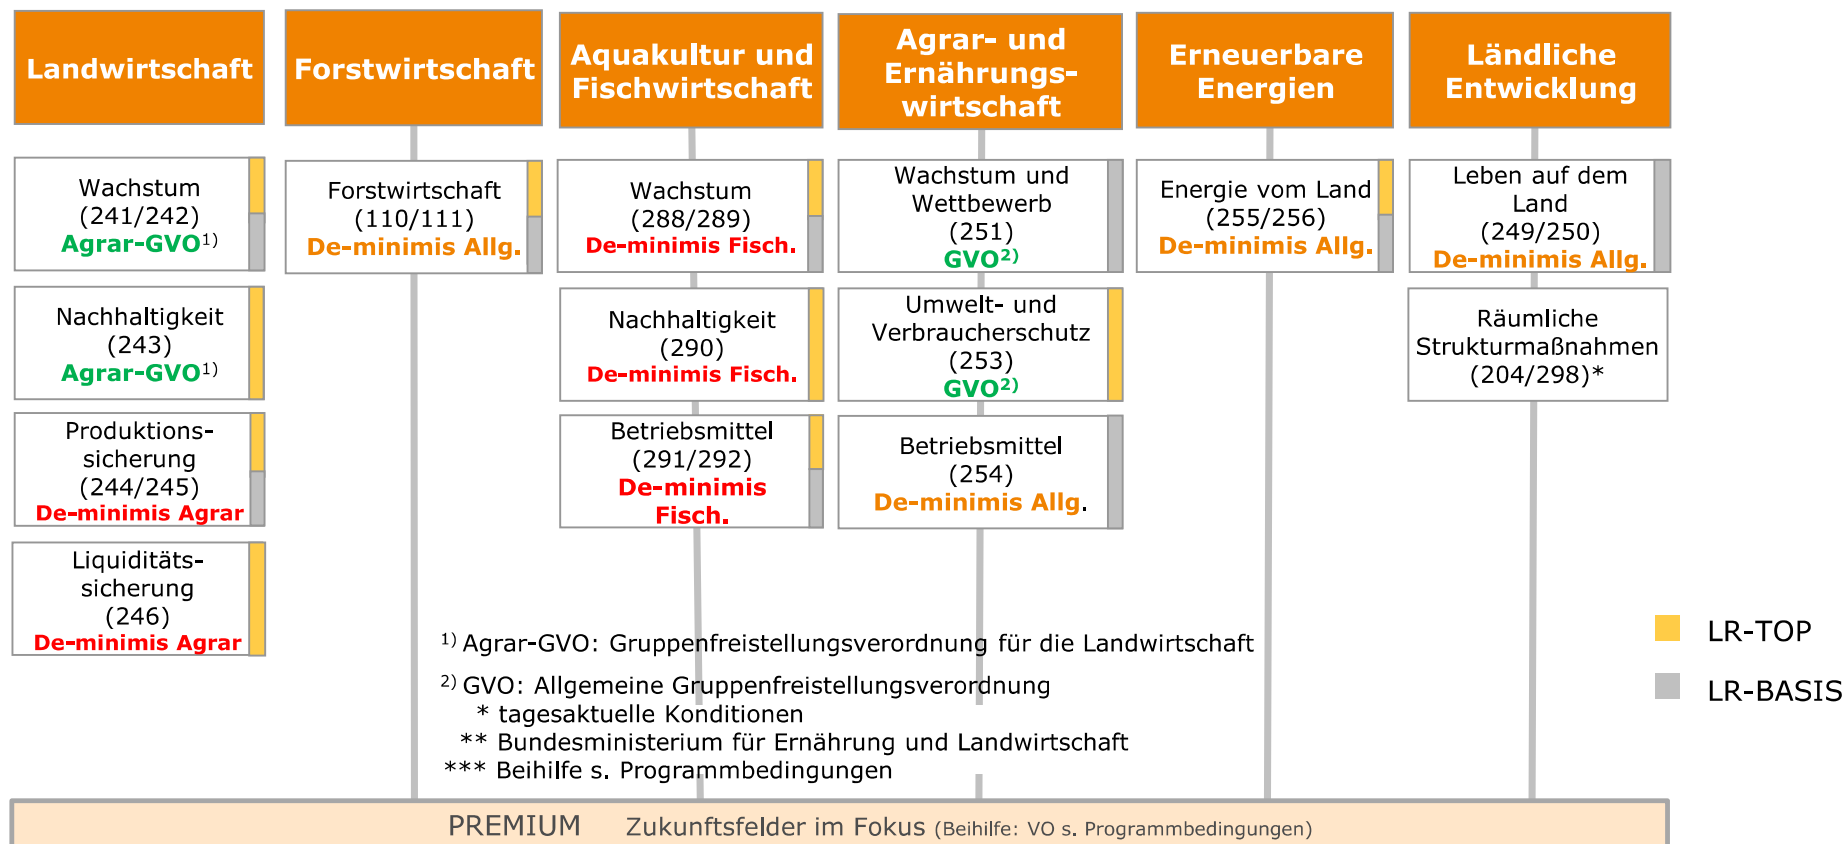 Landwirtschaft
Wachstum
(241/242)
Agrar-GVO1)
Nachhaltigkeit
(243)
Agrar-GVO1)
Produktions-
sicherung
(244/245)
De-minimis Agrar
Liquiditäts-
sicherung
(246)
De-minimis Agrar
Forstwirtschaft
Forstwirtschaft
(110/111)
De-minimis Allg.
Aquakultur und
Fischwirtschaft
Wachstum
(288/289)
De-minimis Fisch.
Nachhaltigkeit
(290)
De-minimis Fisch.
Betriebsmittel
(291/292)
De-minimis
Fisch.
Agrar- und
Ernährungs-
wirtschaft
Wachstum und
Wettbewerb
(251)
GVO2)
Umwelt- und
Verbraucherschutz
(253)
GVO2)
Betriebsmittel
(254)
De-minimis Allg.
Erneuerbare
Energien
Energie vom Land
(255/256)
De-minimis Allg.
Ländliche
Entwicklung
Leben auf dem
Land
(249/250)
De-minimis Allg.
Räumliche
Strukturmaßnahmen
(204/298)*
1) Agrar-GVO: Gruppenfreistellungsverordnung für die Landwirtschaft
2) GVO: Allgemeine Gruppenfreistellungsverordnung
* tagesaktuelle Konditionen
** Bundesministerium für Ernährung und Landwirtschaft
*** Beihilfe s. Programmbedingungen
LR-TOP
LR-BASIS
PREMIUM Zukunftsfelder im Fokus (Beihilfe: VO s. Programmbedingungen)